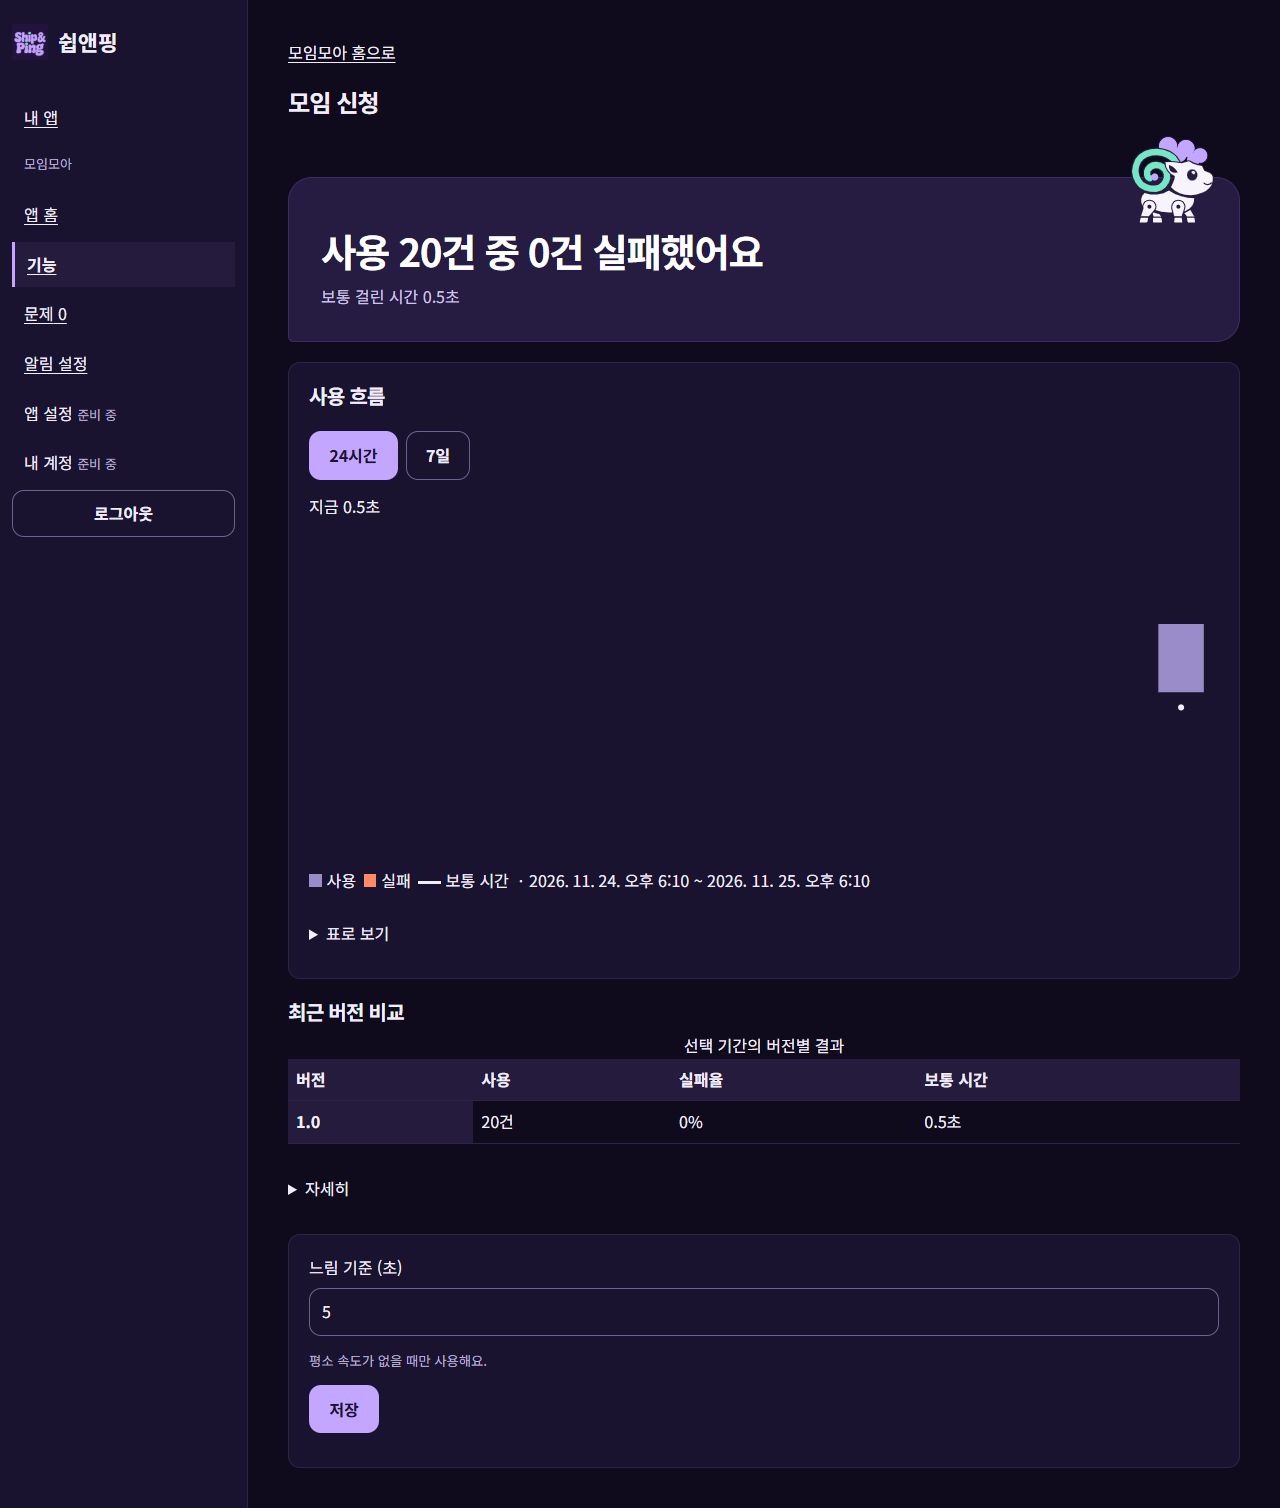 Ship&
Ping
쉽앤핑
내 앱
모임모아
앱 홈
기능
문제 0
알림 설정
앱 설정 준비 중
내 계정 준비 중
로그아웃
모임모아 홈으로
모임 신청
사용 20건 중 0건 실패했어요
보통 걸린 시간 0.5초
사용 흐름
24시간
7일
지금 0.5초
사용 실패 보통 시간 · 2026. 11. 24. 오후 6:10 ~ 2026. 11. 25. 오후 6:10
표로 보기
최근 버전 비교
선택 기간의 버전별 결과
버전 사용 실패율 보통 시간
1.0 20건 0% 0.5초
자세히
느림 기준 (초)
5
평소 속도가 없을 때만 사용해요.
저장